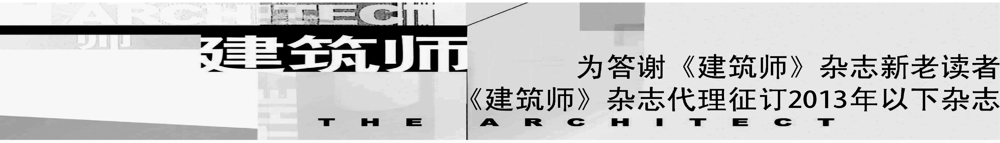 ARCHITECT
师
建筑师
为答谢《建筑师》杂志新老读者
《建筑师》杂志代理征订2013年以下杂志
THE ARCHITECT